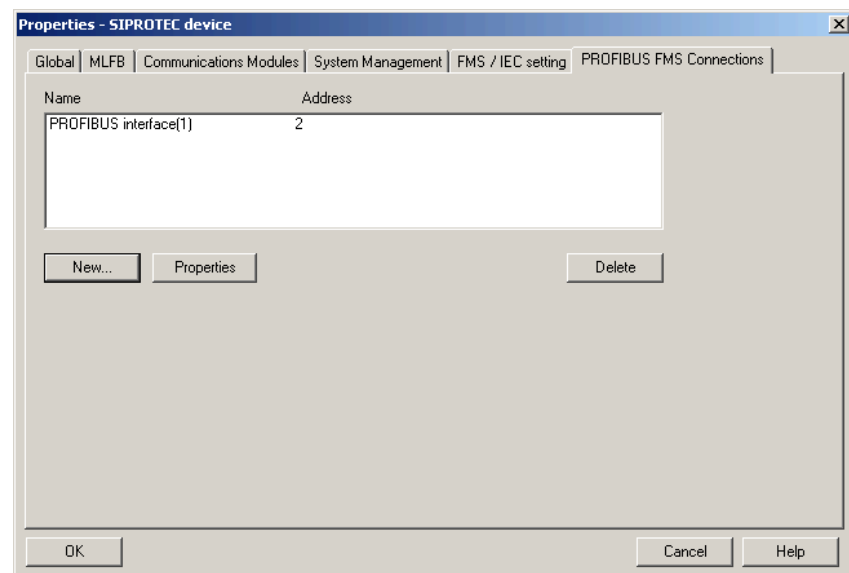 Properties - SIPROTEC device
Global MLFB Communications Modules System Management FMS / IEC setting PROFIBUS FMS Connections
Name Address
PROFIBUS interface(1) 2
New... Properties Delete
OK Cancel Help